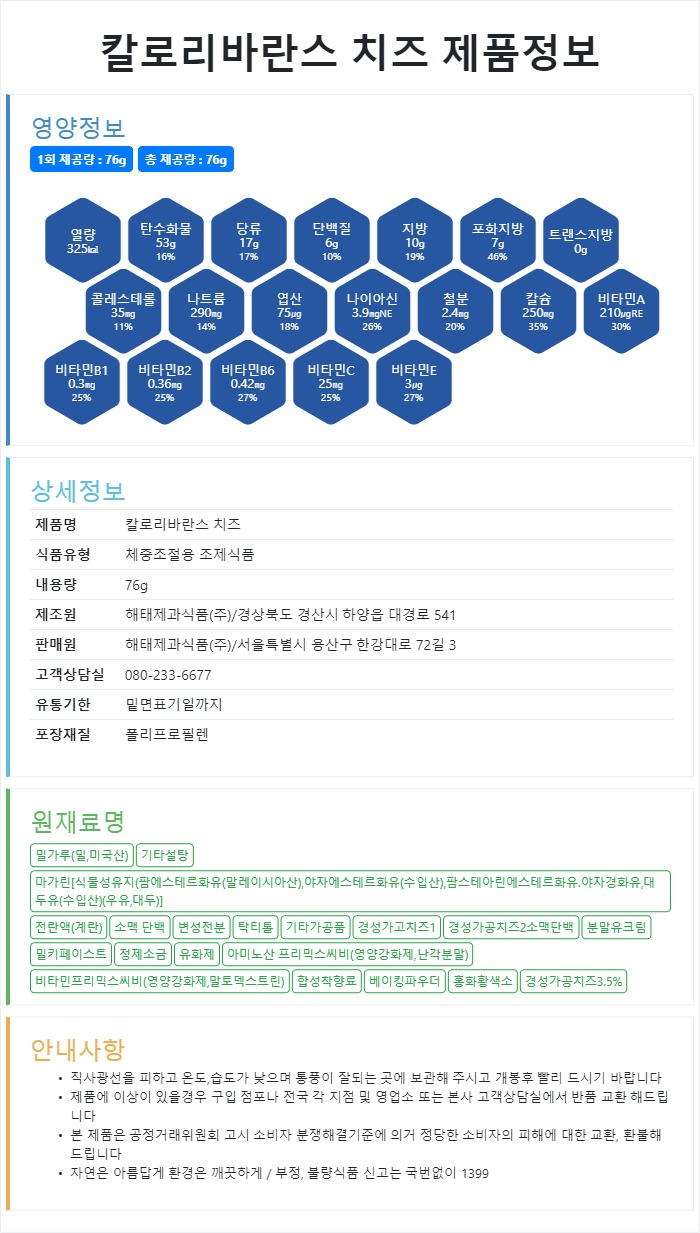 칼로리바란스 치즈 제품정보
영양정보
1회 제공량 : 76g 총 제공량 : 76g
열량 탄수화물 당류 단백질 지방 포화지방 트랜스지방
325㎉ 53g 17g 6g 10g 7g 0g
16% 17% 10% 19% 46%
콜레스테롤 나트륨 엽산 나이아신 철분 칼슘 비타민A
35㎎ 290㎎ 75㎍ 3.9㎎NE 2.4㎎ 250㎎ 210㎍RE
11% 14% 18% 26% 20% 35% 30%
비타민B1 비타민B2 비타민B6 비타민C 비타민E
0.3㎎ 0.36㎎ 0.42㎎ 25㎎ 3㎍
25% 25% 27% 25% 27%
상세정보
제품명 칼로리바란스 치즈
식품유형 체중조절용 조제식품
내용량 76g
제조원 해태제과식품(주)/경상북도 경산시 하양읍 대경로 541
판매원 해태제과식품(주)/서울특별시 용산구 한강대로 72길 3
고객상담실 080-233-6677
유통기한 밑면표기일까지
포장재질 폴리프로필렌
원재료명
밀가루(밀,미국산) 기타설탕
마가린[식물성유지(팜에스테르화유(말레이시아산),야자에스테르화유(수입산),팜스테아린에스테르화유.야자경화유,대
두유(수입산)(우유,대두)]
전란액(계란) 소맥 단백 변성전분 탁티톨 기타가공품 경성가고치즈1 경성가공치즈2소맥단백 분말유크림
밀키페이스트 정제소금 유화제 아미노산 프리믹스씨비(영양강화제,난각분말)
비타민프리믹스씨비(영양강화제,말토덱스트린) 합성착향료 베이킹파우더 홍화황색소 경성가공치즈3.5%
안내사항
• 직사광선을 피하고 온도,습도가 낮으며 통풍이 잘되는 곳에 보관해 주시고 개봉후 빨리 드시기 바랍니다
• 제품에 이상이 있을경우 구입 점포나 전국 각 지점 및 영업소 또는 본사 고객상담실에서 반품 교환 해드립
니다
• 본 제품은 공정거래위원회 고시 소비자 분쟁해결기준에 의거 정당한 소비자의 피해에 대한 교환, 환불해
드립니다
• 자연은 아름답게 환경은 깨끗하게 / 부정, 불량식품 신고는 국번없이 1399